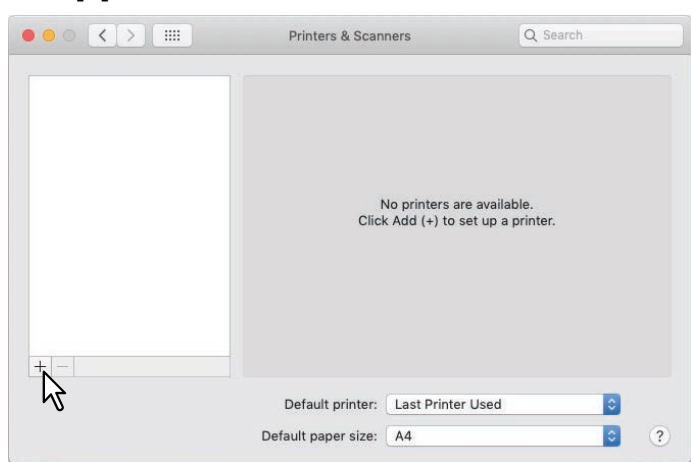 Printers & Scanners
Search
No printers are available.
Click Add (+) to set up a printer.
+ −
Default printer: Last Printer Used
Default paper size: A4
?